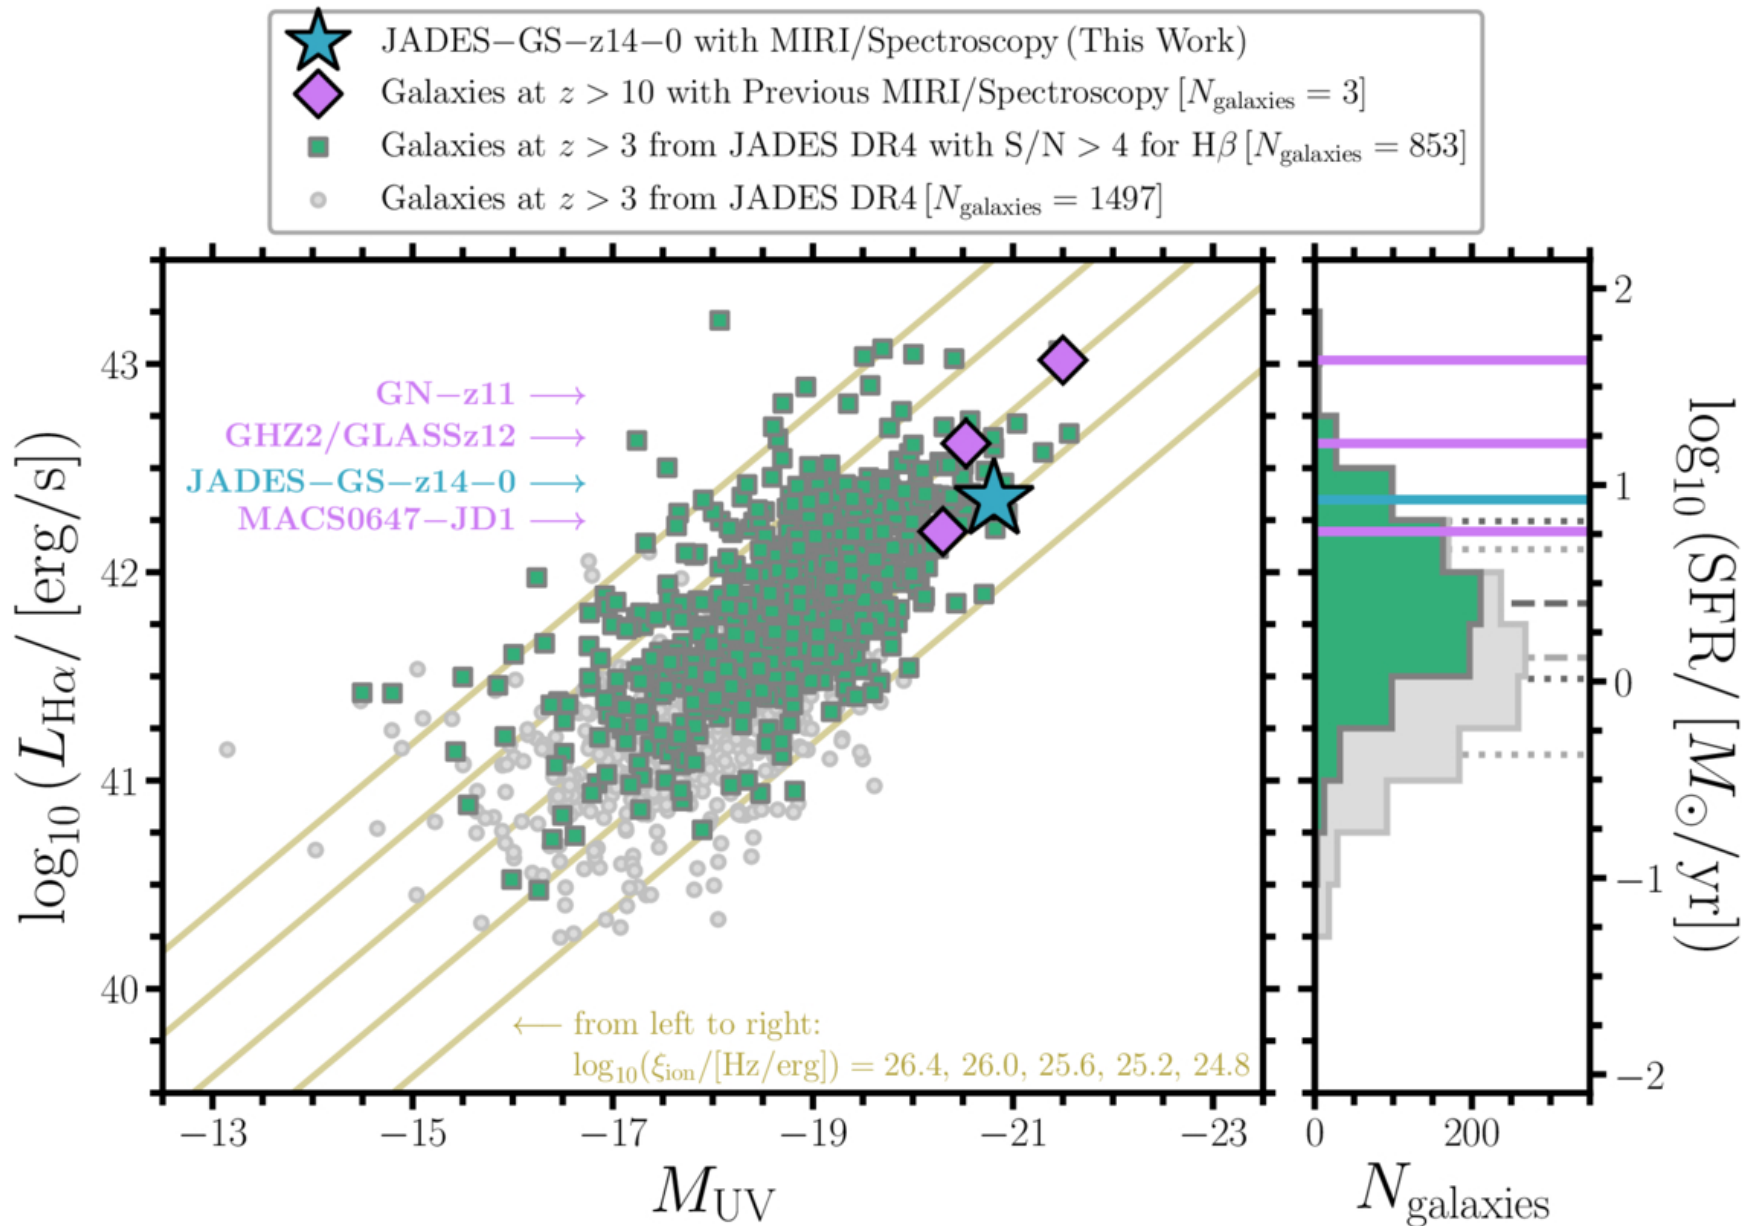 JADES−GS−z14−0 with MIRI/Spectroscopy (This Work)
Galaxies at z > 10 with Previous MIRI/Spectroscopy [N_galaxies = 3]
Galaxies at z > 3 from JADES DR4 with S/N > 4 for Hβ [N_galaxies = 853]
Galaxies at z > 3 from JADES DR4 [N_galaxies = 1497]
log₁₀ (L_Hα / [erg/s])
43
42
41
40
GN−z11 →
GHZ2/GLASSz12 →
JADES−GS−z14−0 →
MACS0647−JD1 →
← from left to right:
log₁₀(ξ_ion/[Hz/erg]) = 26.4, 26.0, 25.6, 25.2, 24.8
−13 −15 −17 −19 −21 −23
M_UV
0 200
N_galaxies
2
1
0
−1
−2
log₁₀ (SFR/ [M_⊙/yr])